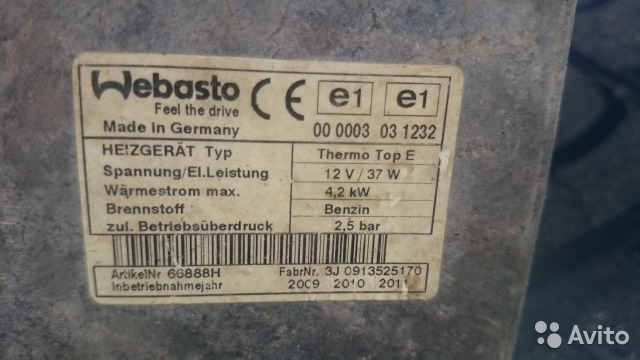 Webasto
Feel the drive
CE e1 e1
Made in Germany 00 0003 03 1232
HEIZGERÄT Typ Thermo Top E
Spannung/El.Leistung 12 V / 37 W
Wärmestrom max. 4,2 kW
Brennstoff Benzin
zul. Betriebsüberdruck 2,5 bar
ArtikelNr 66888H FabrNr. 3J 0913525170
Inbetriebnahmejahr 2009 2010 2011
Avito